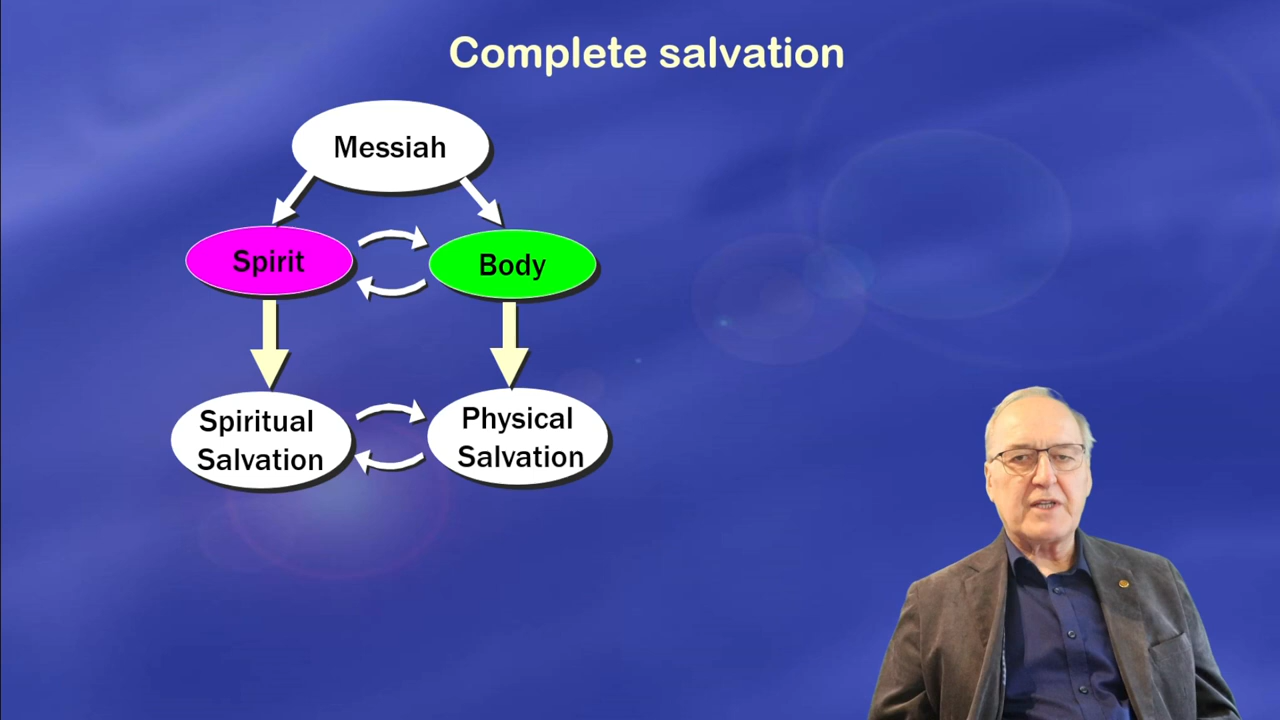 Complete salvation
Messiah
Spirit
Body
Spiritual
Salvation
Physical
Salvation